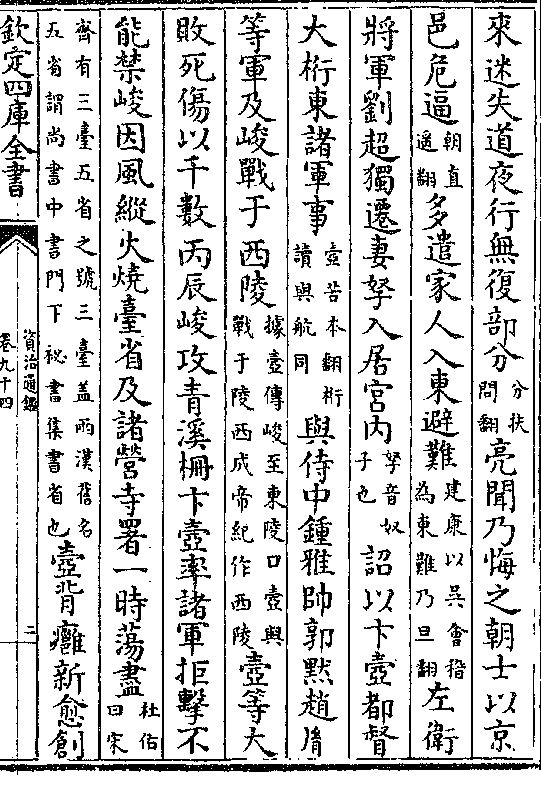 來迷失道夜行無復部分分扶問翻亮聞乃悔之朝士以京
邑危逼朝直遥翻多遣家人入東避難建康以吳會稽為東難乃旦翻左衛
將軍劉超獨遷妻孥入居宫内孥音奴子也詔以卞壼都督
大桁東諸軍事壼苦本翻桁讀與航同與侍中鍾雅帥郭默趙胤
等軍及峻戰于西陵據壼傳峻至東陵口壼與戰于陵西成帝紀作西陵壼等大
敗死傷以千數丙辰峻攻青溪柵卞壼率諸軍拒擊不
能禁峻因風縱火燒臺省及諸營寺署一時蕩盡杜佑曰宋
齊有三臺五省之號三臺盖兩漢舊名五省謂尚書中書門下祕書集書省也壼背癰新愈創
欽定四庫全書
資治通鑑
卷九十四
二